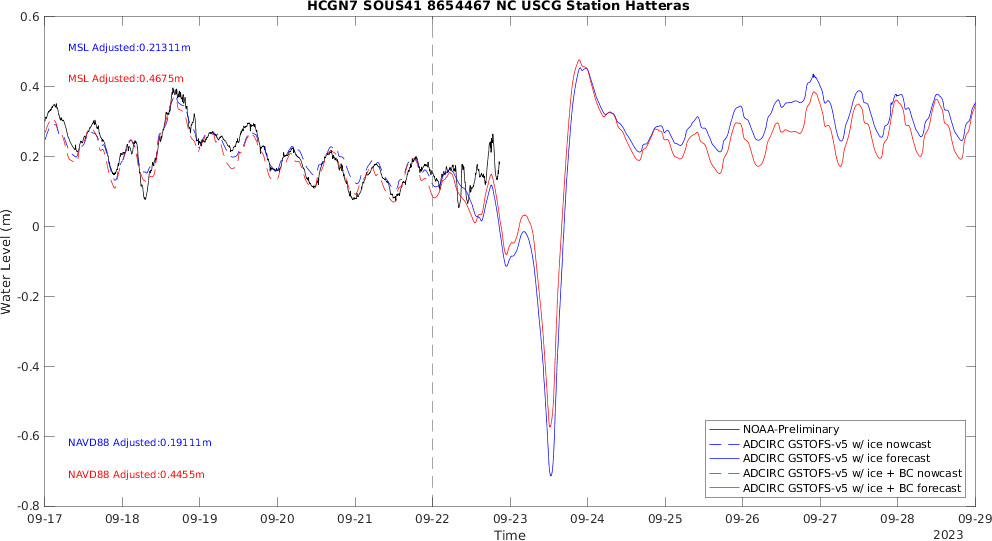 HCGN7 SOUS41 8654467 NC USCG Station Hatteras
0.6
0.4
0.2
0
-0.2
-0.4
-0.6
-0.8
Water Level (m)
MSL Adjusted:0.21311m
MSL Adjusted:0.4675m
NAVD88 Adjusted:0.19111m
NAVD88 Adjusted:0.4455m
NOAA-Preliminary
ADCIRC GSTOFS-v5 w/ ice nowcast
ADCIRC GSTOFS-v5 w/ ice forecast
ADCIRC GSTOFS-v5 w/ ice + BC nowcast
ADCIRC GSTOFS-v5 w/ ice + BC forecast
09-17 09-18 09-19 09-20 09-21 09-22 09-23 09-24 09-25 09-26 09-27 09-28 09-29
Time
2023